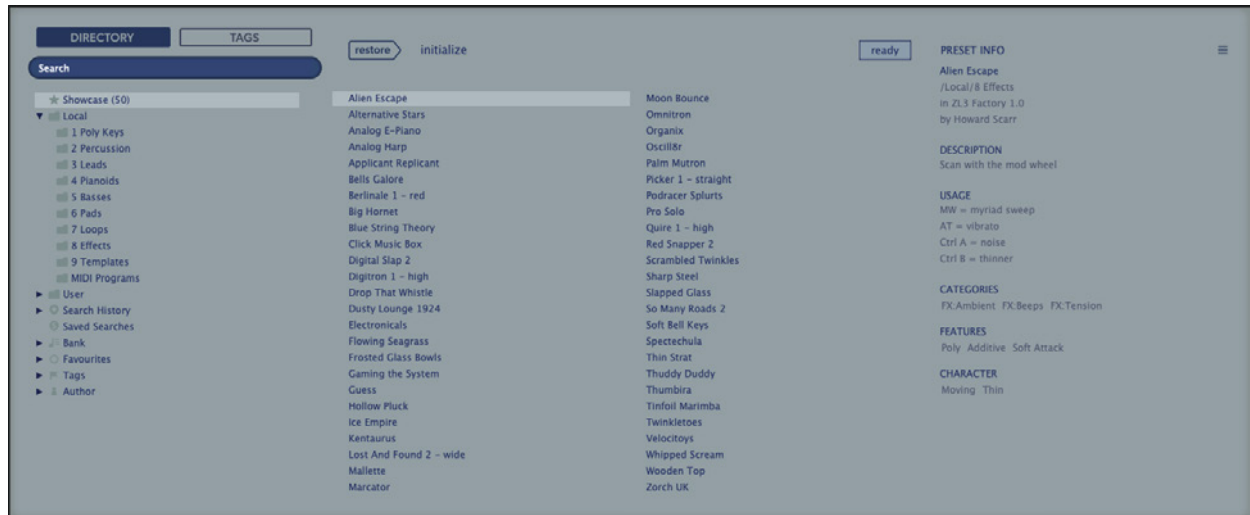 DIRECTORY
TAGS
Search
Showcase (50)
Local
1 Poly Keys
2 Percussion
3 Leads
4 Pianoids
5 Basses
6 Pads
7 Loops
8 Effects
9 Templates
MIDI Programs
User
Search History
Saved Searches
Bank
Favourites
Tags
Author
restore
initialize
ready
Alien Escape
Alternative Stars
Analog E-Piano
Analog Harp
Applicant Replicant
Bells Galore
Berlinale 1 - red
Big Hornet
Blue String Theory
Click Music Box
Digital Slap 2
Digitron 1 - high
Drop That Whistle
Dusty Lounge 1924
Electronicals
Flowing Seagrass
Frosted Glass Bowls
Gaming the System
Guess
Hollow Pluck
Ice Empire
Kentaurus
Lost And Found 2 - wide
Mallette
Marcator
Moon Bounce
Omnitron
Organix
Oscill8r
Palm Mutron
Picker 1 - straight
Podracer Splurts
Pro Solo
Quire 1 - high
Red Snapper 2
Scrambled Twinkles
Sharp Steel
Slapped Glass
So Many Roads 2
Soft Bell Keys
Spectechula
Thin Strat
Thuddy Duddy
Thumbira
Tinfoil Marimba
Twinkletoes
Velocitoys
Whipped Scream
Wooden Top
Zorch UK
PRESET INFO
Alien Escape
/Local/8 Effects
in ZL3 Factory 1.0
by Howard Scarr
DESCRIPTION
Scan with the mod wheel
USAGE
MW = myriad sweep
AT = vibrato
Ctrl A = noise
Ctrl B = thinner
CATEGORIES
FX:Ambient FX:Beeps FX:Tension
FEATURES
Poly Additive Soft Attack
CHARACTER
Moving Thin